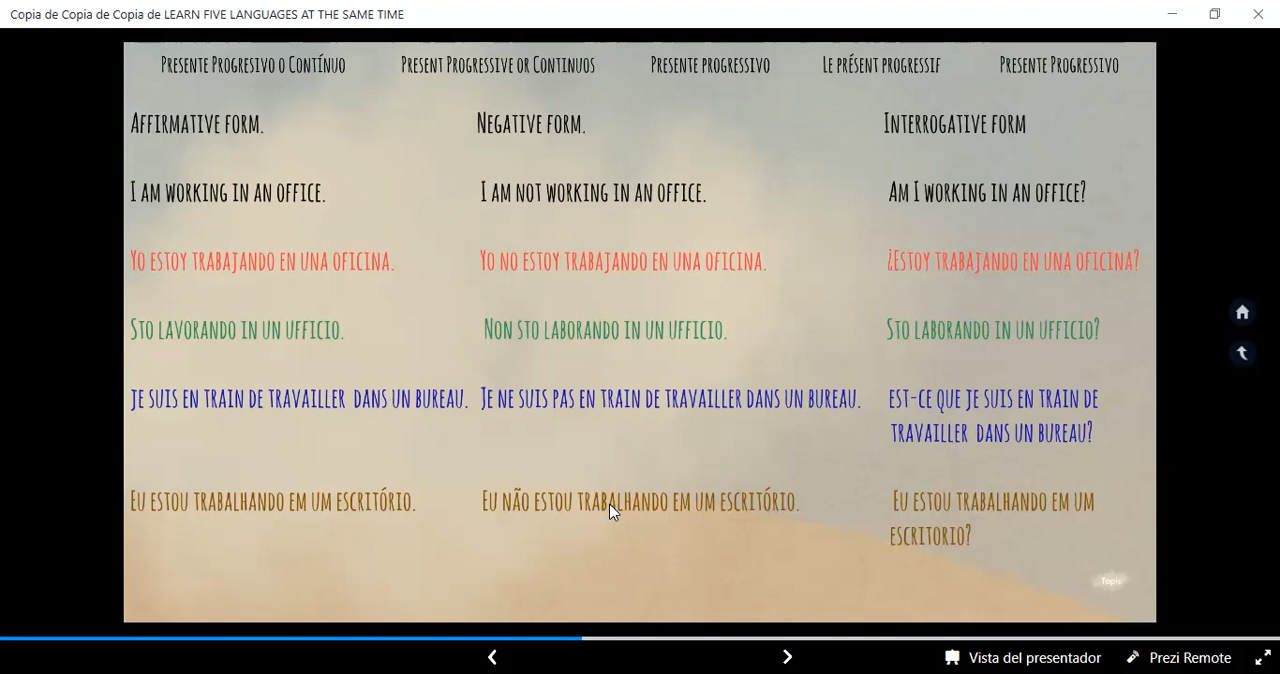 Copia de Copia de Copia de LEARN FIVE LANGUAGES AT THE SAME TIME
Presente Progresivo o Contínuo
Present Progressive or Continuos
Presente progressivo
Le présent progressif
Presente Progressivo
Affirmative form.
Negative form.
Interrogative form
I am working in an office.
I am not working in an office.
Am I working in an office?
Yo estoy trabajando en una oficina.
Yo no estoy trabajando en una oficina.
¿Estoy trabajando en una oficina?
Sto lavorando in un ufficio.
Non sto laborando in un ufficio.
Sto laborando in un ufficio?
je suis en train de travailler dans un bureau.
Je ne suis pas en train de travailler dans un bureau.
est-ce que je suis en train de
travailler dans un bureau?
Eu estou trabalhando em um escritório.
Eu não estou trabalhando em um escritório.
Eu estou trabalhando em um
escritorio?
Topic
Vista del presentador
Prezi Remote